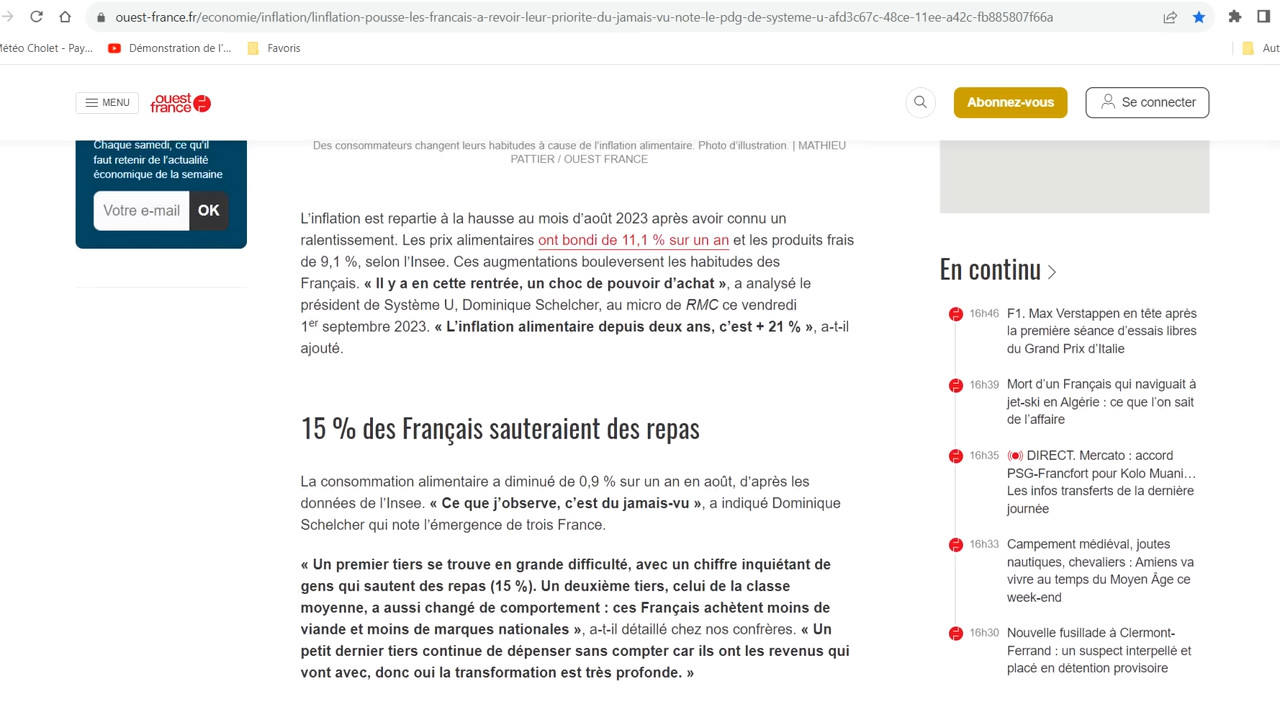 ouest-france.fr/economie/inflation/linflation-pousse-les-francais-a-revoir-leur-priorite-du-jamais-vu-note-le-pdg-de-systeme-u-afd3c67c-48ce-11ee-a42c-fb885807f66a
Météo Cholet - Pay...
Démonstration de l'...
Favoris
Aut
MENU
ouest
france
Abonnez-vous
Se connecter
Chaque samedi, ce qu’il
faut retenir de l’actualité
économique de la semaine
Votre e-mail
OK
Des consommateurs changent leurs habitudes à cause de l’inflation alimentaire. Photo d’illustration. | MATHIEU
PATTIER / OUEST FRANCE
L’inflation est repartie à la hausse au mois d’août 2023 après avoir connu un
ralentissement. Les prix alimentaires ont bondi de 11,1 % sur un an et les produits frais
de 9,1 %, selon l’Insee. Ces augmentations bouleversent les habitudes des
Français. « Il y a en cette rentrée, un choc de pouvoir d’achat », a analysé le
président de Système U, Dominique Schelcher, au micro de RMC ce vendredi
1er septembre 2023. « L’inflation alimentaire depuis deux ans, c’est + 21 % », a-t-il
ajouté.
15 % des Français sauteraient des repas
La consommation alimentaire a diminué de 0,9 % sur un an en août, d’après les
données de l’Insee. « Ce que j’observe, c’est du jamais-vu », a indiqué Dominique
Schelcher qui note l’émergence de trois France.
« Un premier tiers se trouve en grande difficulté, avec un chiffre inquiétant de
gens qui sautent des repas (15 %). Un deuxième tiers, celui de la classe
moyenne, a aussi changé de comportement : ces Français achètent moins de
viande et moins de marques nationales », a-t-il détaillé chez nos confrères. « Un
petit dernier tiers continue de dépenser sans compter car ils ont les revenus qui
vont avec, donc oui la transformation est très profonde. »
En continu
16h46 F1. Max Verstappen en tête après
la première séance d’essais libres
du Grand Prix d’Italie
16h39 Mort d’un Français qui naviguait à
jet-ski en Algérie : ce que l’on sait
de l’affaire
16h35 DIRECT. Mercato : accord
PSG-Francfort pour Kolo Muani…
Les infos transferts de la dernière
journée
16h33 Campement médiéval, joutes
nautiques, chevaliers : Amiens va
vivre au temps du Moyen Âge ce
week-end
16h30 Nouvelle fusillade à Clermont-
Ferrand : un suspect interpellé et
placé en détention provisoire